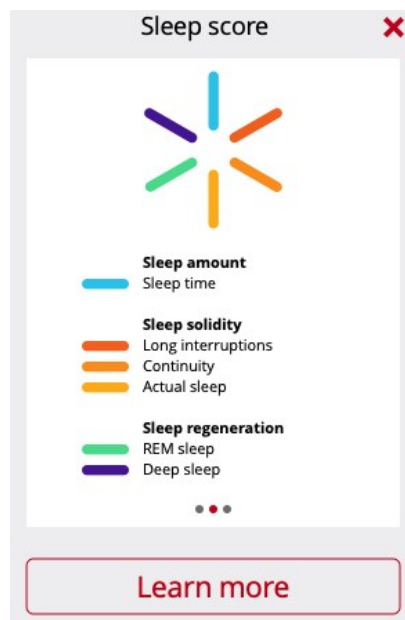 Sleep score
Sleep amount
Sleep time
Sleep solidity
Long interruptions
Continuity
Actual sleep
Sleep regeneration
REM sleep
Deep sleep
Learn more